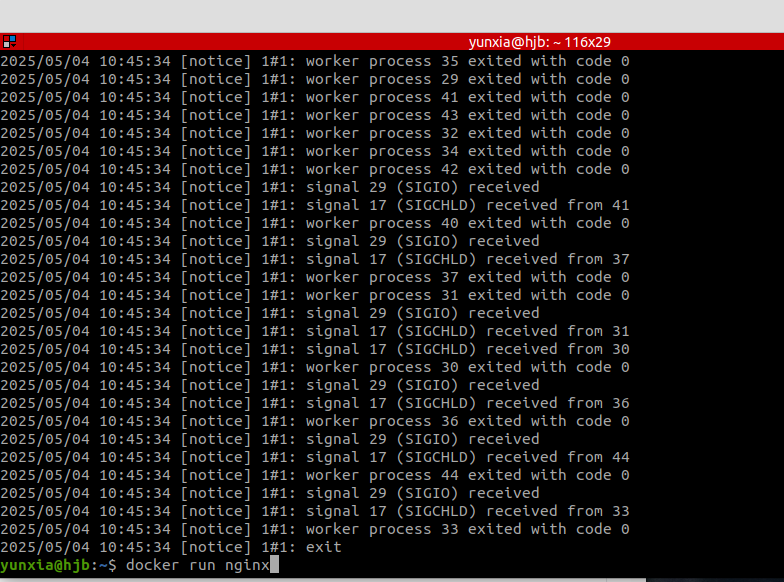 yunxia@hjb: ~ 116x29
2025/05/04 10:45:34 [notice] 1#1: worker process 35 exited with code 0
2025/05/04 10:45:34 [notice] 1#1: worker process 29 exited with code 0
2025/05/04 10:45:34 [notice] 1#1: worker process 41 exited with code 0
2025/05/04 10:45:34 [notice] 1#1: worker process 43 exited with code 0
2025/05/04 10:45:34 [notice] 1#1: worker process 32 exited with code 0
2025/05/04 10:45:34 [notice] 1#1: worker process 34 exited with code 0
2025/05/04 10:45:34 [notice] 1#1: worker process 42 exited with code 0
2025/05/04 10:45:34 [notice] 1#1: signal 29 (SIGIO) received
2025/05/04 10:45:34 [notice] 1#1: signal 17 (SIGCHLD) received from 41
2025/05/04 10:45:34 [notice] 1#1: worker process 40 exited with code 0
2025/05/04 10:45:34 [notice] 1#1: signal 29 (SIGIO) received
2025/05/04 10:45:34 [notice] 1#1: signal 17 (SIGCHLD) received from 37
2025/05/04 10:45:34 [notice] 1#1: worker process 37 exited with code 0
2025/05/04 10:45:34 [notice] 1#1: worker process 31 exited with code 0
2025/05/04 10:45:34 [notice] 1#1: signal 29 (SIGIO) received
2025/05/04 10:45:34 [notice] 1#1: signal 17 (SIGCHLD) received from 31
2025/05/04 10:45:34 [notice] 1#1: signal 17 (SIGCHLD) received from 30
2025/05/04 10:45:34 [notice] 1#1: worker process 30 exited with code 0
2025/05/04 10:45:34 [notice] 1#1: signal 29 (SIGIO) received
2025/05/04 10:45:34 [notice] 1#1: signal 17 (SIGCHLD) received from 36
2025/05/04 10:45:34 [notice] 1#1: worker process 36 exited with code 0
2025/05/04 10:45:34 [notice] 1#1: signal 29 (SIGIO) received
2025/05/04 10:45:34 [notice] 1#1: signal 17 (SIGCHLD) received from 44
2025/05/04 10:45:34 [notice] 1#1: worker process 44 exited with code 0
2025/05/04 10:45:34 [notice] 1#1: signal 29 (SIGIO) received
2025/05/04 10:45:34 [notice] 1#1: signal 17 (SIGCHLD) received from 33
2025/05/04 10:45:34 [notice] 1#1: worker process 33 exited with code 0
2025/05/04 10:45:34 [notice] 1#1: exit
yunxia@hjb:~$ docker run nginx